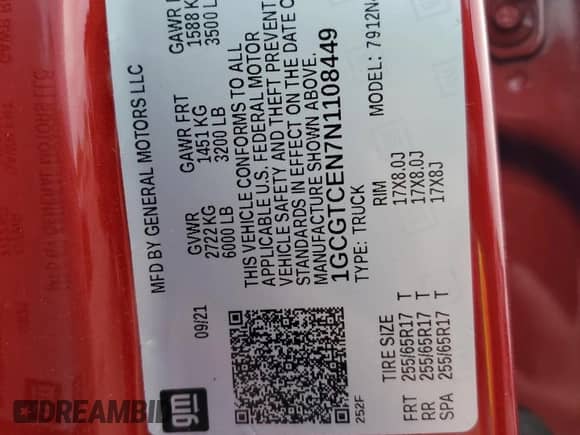 MFD BY GENERAL MOTORS LLC
09/21 GVWR GAWR FRT GAWR
2722 KG 1451 KG 1588 K
6000 LB 3200 LB 3500 L
THIS VEHICLE CONFORMS TO ALL
APPLICABLE U.S. FEDERAL MOTOR
VEHICLE SAFETY AND THEFT PREVENT
STANDARDS IN EFFECT ON THE DATE O
MANUFACTURE SHOWN ABOVE.
1GCGTCEN7N1108449
TYPE: TRUCK MODEL: 7912N
252F
TIRE SIZE RIM
FRT 255/65R17 T 17X8.0J
RR 255/65R17 T 17X8.0J
SPA 255/65R17 T 17X8J
gm
DREAMBI